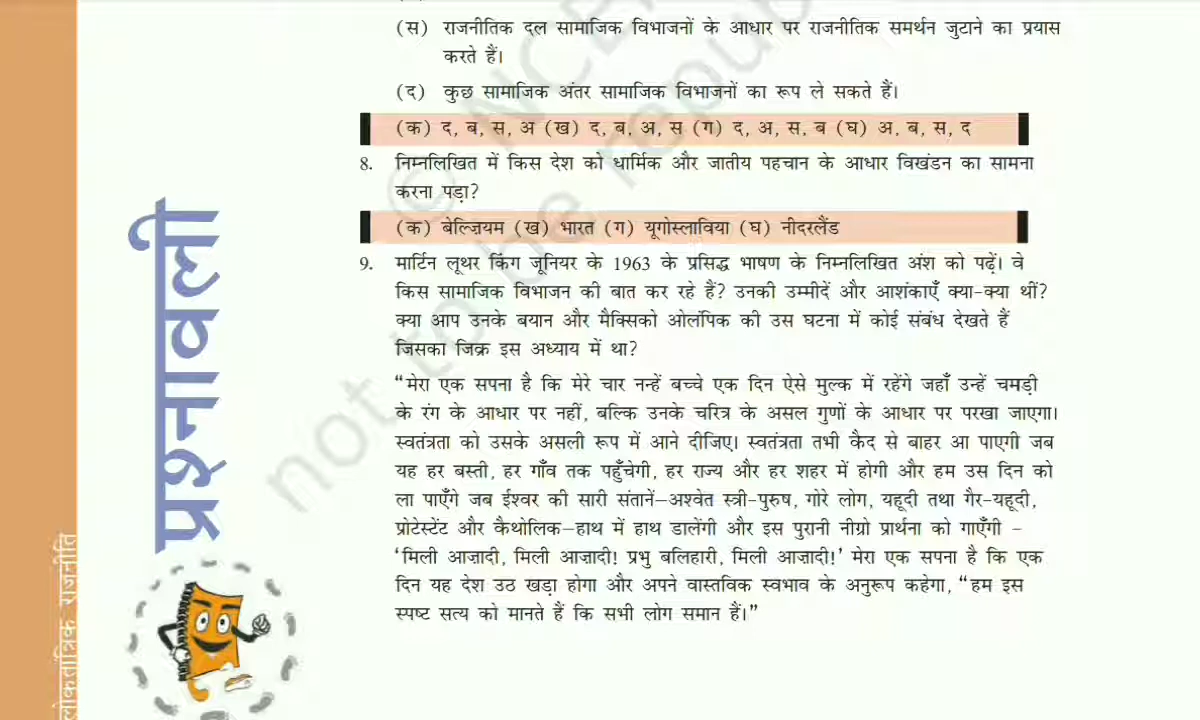 (स) राजनीतिक दल सामाजिक विभाजनों के आधार पर राजनीतिक समर्थन जुटाने का प्रयास
करते हैं।
(द) कुछ सामाजिक अंतर सामाजिक विभाजनों का रूप ले सकते हैं।
(क) द, ब, स, अ (ख) द, ब, अ, स (ग) द, अ, स, ब (घ) अ, ब, स, द
8. निम्नलिखित में किस देश को धार्मिक और जातीय पहचान के आधार विखंडन का सामना
करना पड़ा?
(क) बेल्जियम (ख) भारत (ग) यूगोस्लाविया (घ) नीदरलैंड
9. मार्टिन लूथर किंग जूनियर के 1963 के प्रसिद्ध भाषण के निम्नलिखित अंश को पढ़ें। वे
किस सामाजिक विभाजन की बात कर रहे हैं? उनकी उम्मीदें और आशंकाएँ क्या-क्या थीं?
क्या आप उनके बयान और मैक्सिको ओलंपिक की उस घटना में कोई संबंध देखते हैं
जिसका जिक्र इस अध्याय में था?
“मेरा एक सपना है कि मेरे चार नन्हें बच्चे एक दिन ऐसे मुल्क में रहेंगे जहाँ उन्हें चमड़ी
के रंग के आधार पर नहीं, बल्कि उनके चरित्र के असल गुणों के आधार पर परखा जाएगा।
स्वतंत्रता को उसके असली रूप में आने दीजिए। स्वतंत्रता तभी कैद से बाहर आ पाएगी जब
यह हर बस्ती, हर गाँव तक पहुँचेगी, हर राज्य और हर शहर में होगी और हम उस दिन को
ला पाएँगे जब ईश्वर की सारी संतानें—अश्वेत स्त्री-पुरुष, गोरे लोग, यहूदी तथा गैर-यहूदी,
प्रोटेस्टेंट और कैथोलिक—हाथ में हाथ डालेंगी और इस पुरानी नीग्रो प्रार्थना को गाएँगी -
‘मिली आज़ादी, मिली आज़ादी! प्रभु बलिहारी, मिली आज़ादी!’ मेरा एक सपना है कि एक
दिन यह देश उठ खड़ा होगा और अपने वास्तविक स्वभाव के अनुरूप कहेगा, “हम इस
स्पष्ट सत्य को मानते हैं कि सभी लोग समान हैं।”
प्रश्नावली
लोकतांत्रिक राजनीति
not to be republ
© NCE